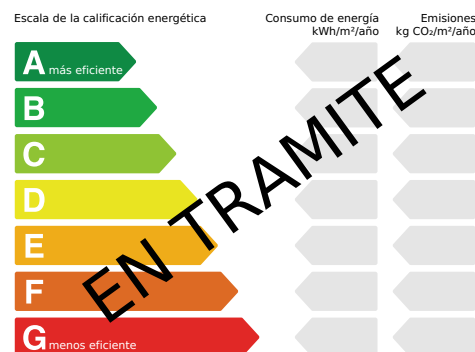 Escala de la calificación energética
Consumo de energía
kWh/m²/año
Emisiones
kg CO₂/m²/año
A más eficiente
B
C
D
E
F
G menos eficiente
EN TRAMITE